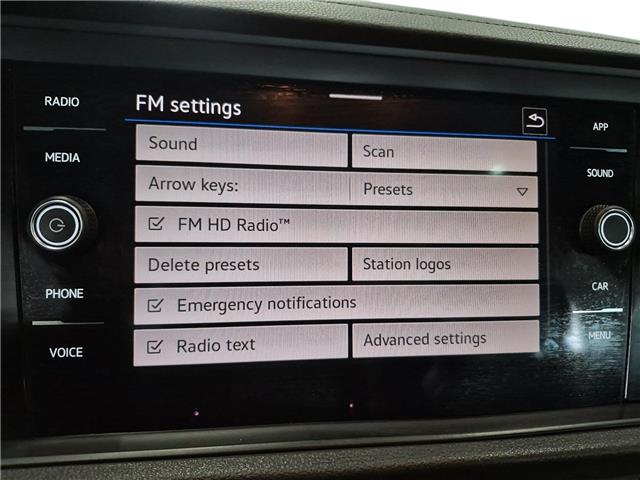 RADIO
MEDIA
PHONE
VOICE
FM settings
Sound
Scan
Arrow keys:
Presets
FM HD Radio™
Delete presets
Station logos
Emergency notifications
Radio text
Advanced settings
APP
SOUND
CAR
MENU